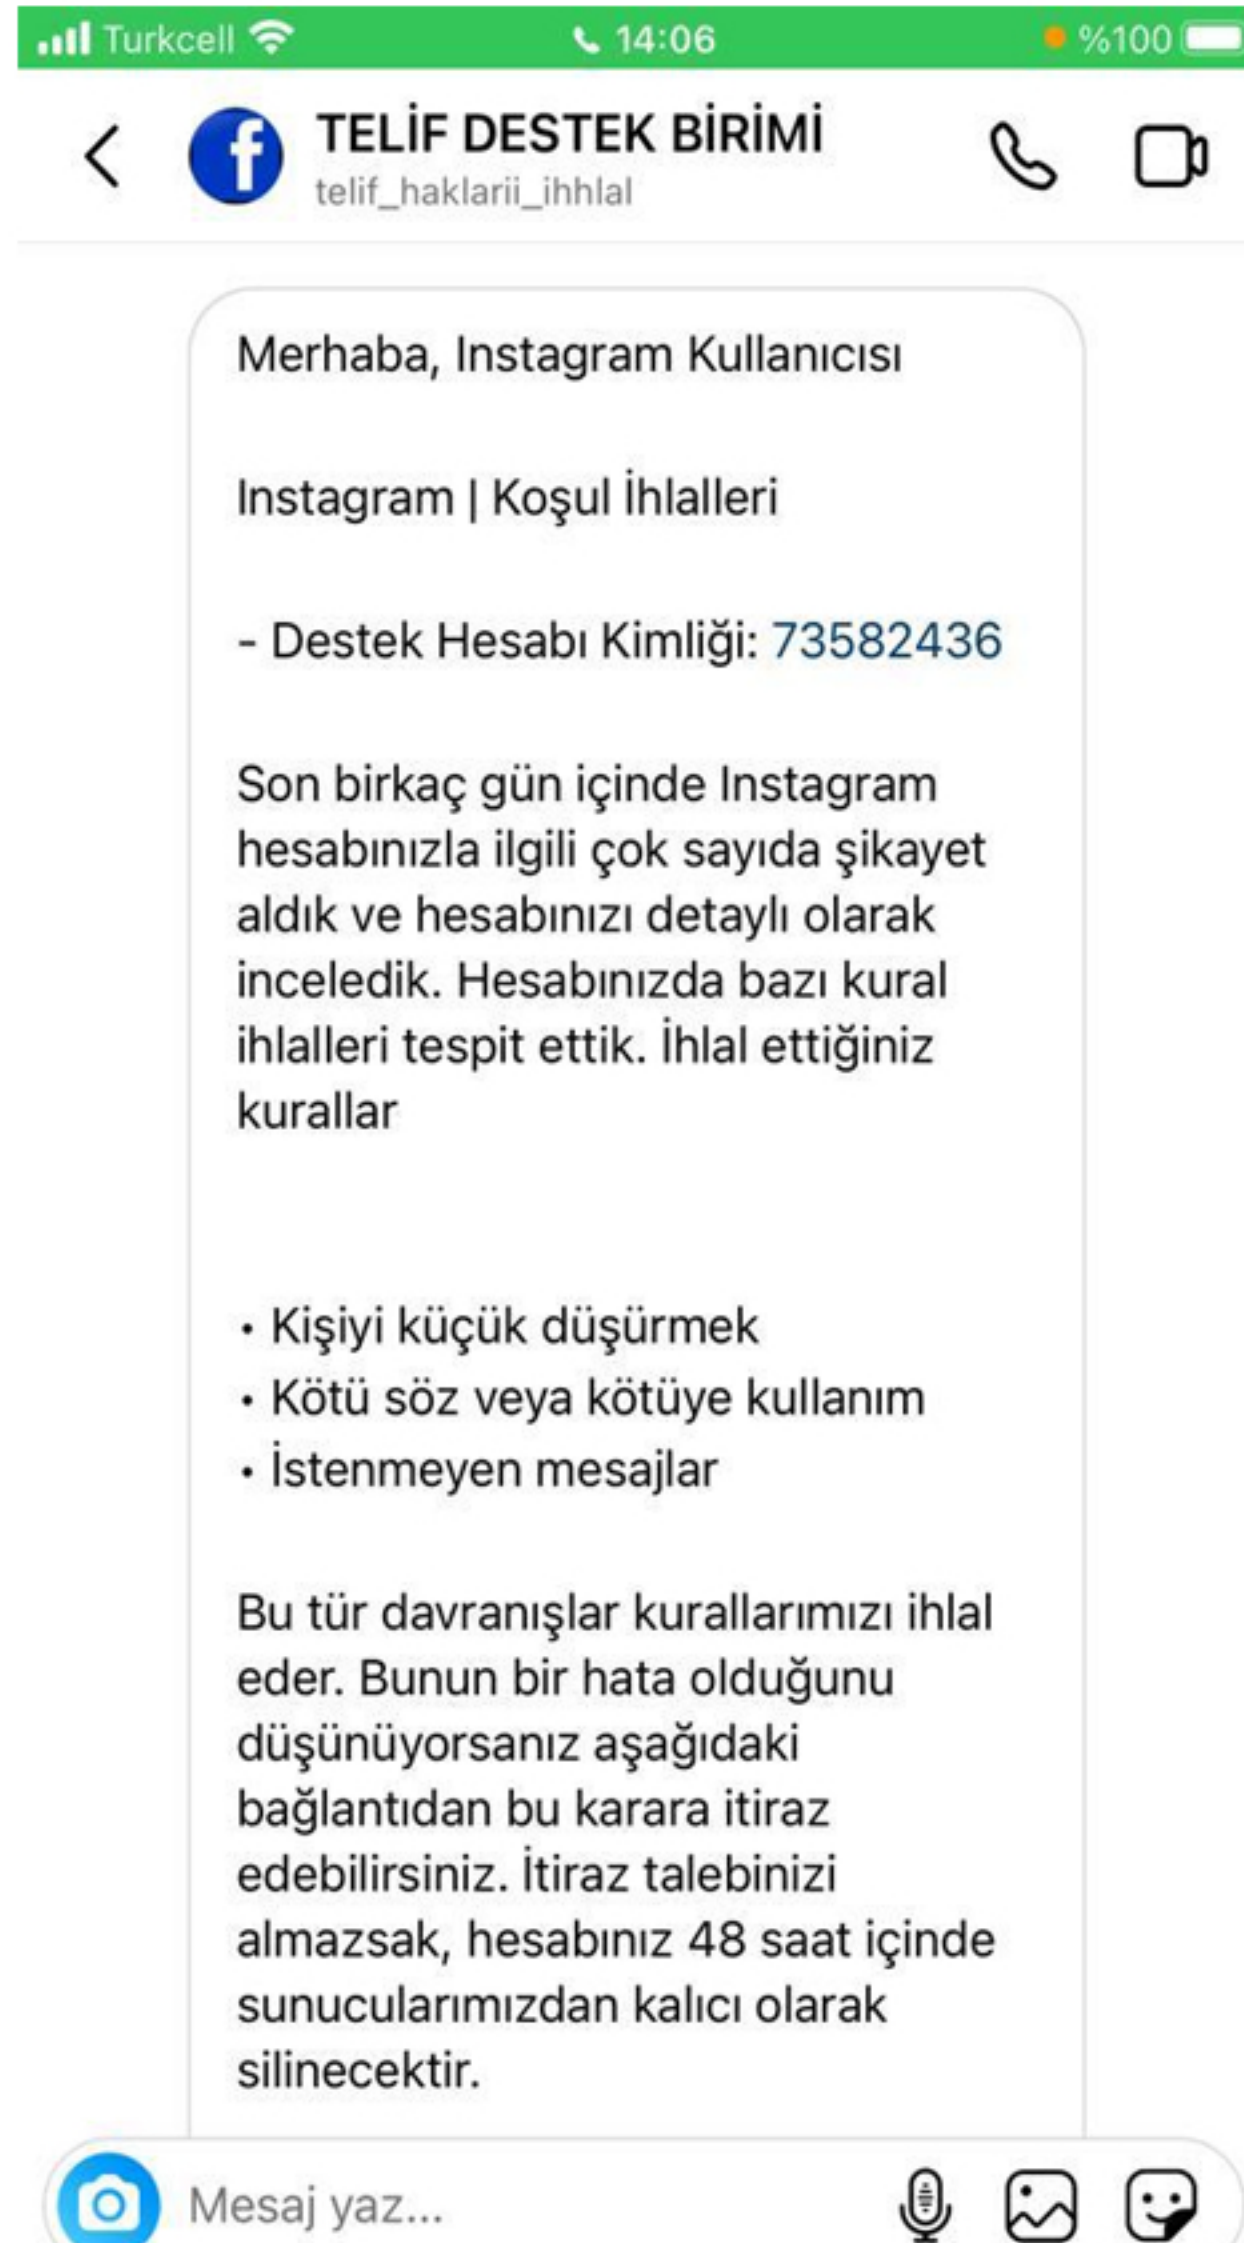 Turkcell 14:06 %100
TELİF DESTEK BİRİMİ
telif_haklarii_ihhlal
Merhaba, Instagram Kullanıcısı
Instagram | Koşul İhlalleri
- Destek Hesabı Kimliği: 73582436
Son birkaç gün içinde Instagram
hesabınızla ilgili çok sayıda şikayet
aldık ve hesabınızı detaylı olarak
inceledik. Hesabınızda bazı kural
ihlalleri tespit ettik. İhlal ettiğiniz
kurallar
• Kişiyi küçük düşürmek
• Kötü söz veya kötüye kullanım
• İstenmeyen mesajlar
Bu tür davranışlar kurallarımızı ihlal
eder. Bunun bir hata olduğunu
düşünüyorsanız aşağıdaki
bağlantıdan bu karara itiraz
edebilirsiniz. İtiraz talebinizi
almazsak, hesabınız 48 saat içinde
sunucularımızdan kalıcı olarak
silinecektir.
Mesaj yaz...